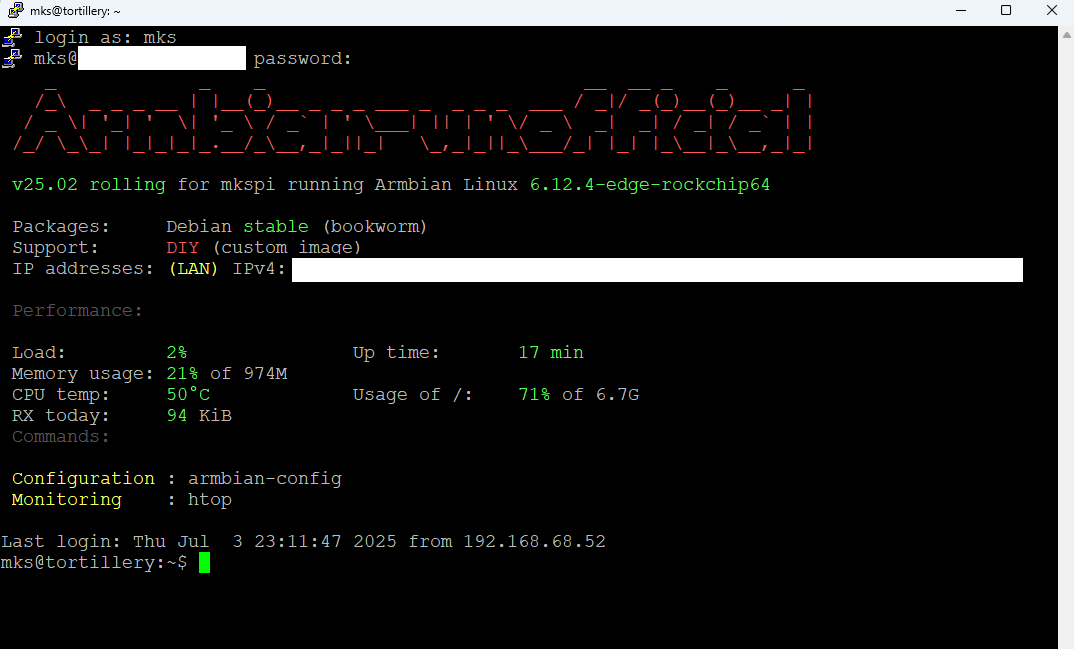 mks@tortillery: ~
login as: mks
mks@ password:
Armbian-unofficial
v25.02 rolling for mkspi running Armbian Linux 6.12.4-edge-rockchip64
Packages: Debian stable (bookworm)
Support: DIY (custom image)
IP addresses: (LAN) IPv4:
Performance:
Load: 2% Up time: 17 min
Memory usage: 21% of 974M
CPU temp: 50°C Usage of /: 71% of 6.7G
RX today: 94 KiB
Commands:
Configuration : armbian-config
Monitoring : htop
Last login: Thu Jul  3 23:11:47 2025 from 192.168.68.52
mks@tortillery:~$